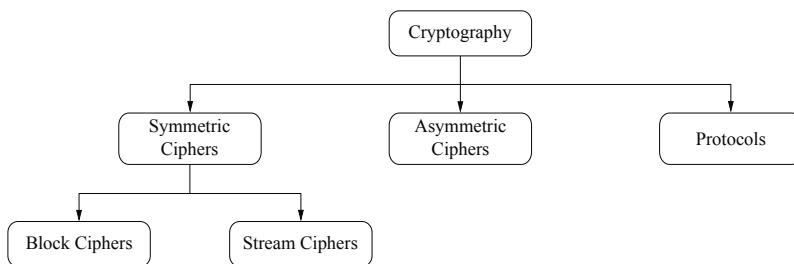 Cryptography
Symmetric
Ciphers
Asymmetric
Ciphers
Protocols
Block Ciphers
Stream Ciphers